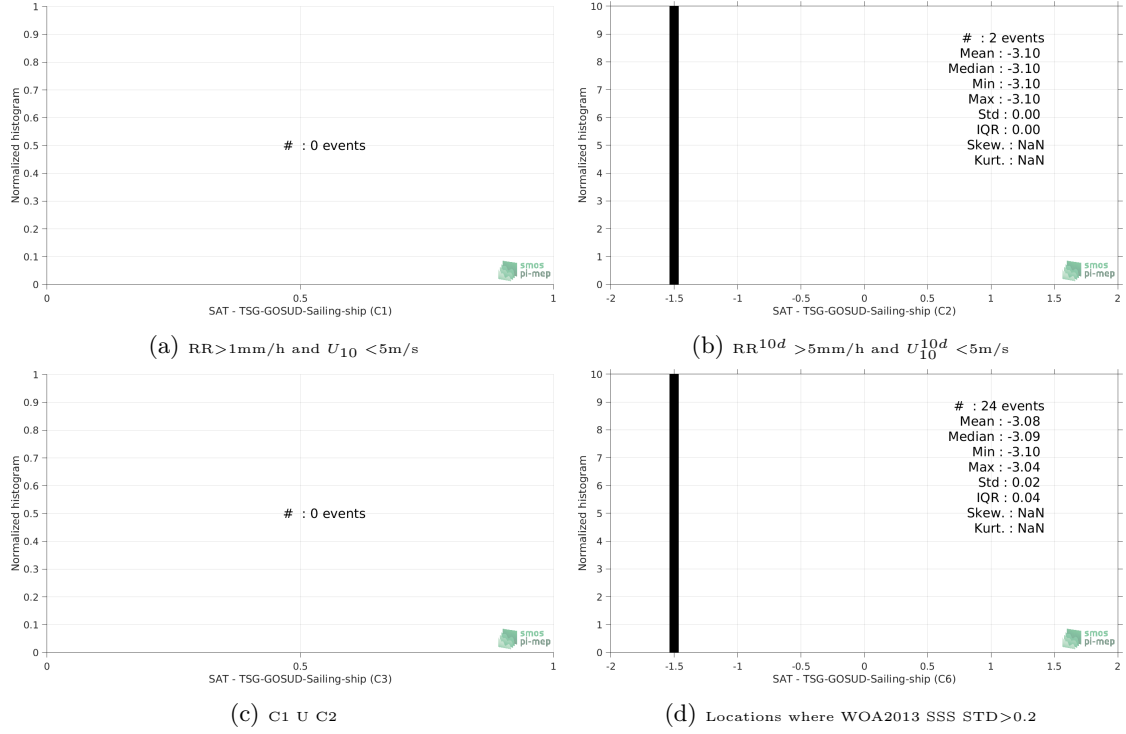 1
0.9
0.8
0.7
0.6
0.5
0.4
0.3
0.2
0.1
0
Normalized histogram
# : 0 events
smos
pi-mep
0 0.5 1
SAT - TSG-GOSUD-Sailing-ship (C1)
(a) RR>1mm/h and U10 <5m/s
10
9
8
7
6
5
4
3
2
1
0
Normalized histogram
# : 2 events
Mean : -3.10
Median : -3.10
Min : -3.10
Max : -3.10
Std : 0.00
IQR : 0.00
Skew. : NaN
Kurt. : NaN
smos
pi-mep
-2 -1.5 -1 -0.5 0 0.5 1 1.5 2
SAT - TSG-GOSUD-Sailing-ship (C2)
(b) RR^10d >5mm/h and U10^10d <5m/s
1
0.9
0.8
0.7
0.6
0.5
0.4
0.3
0.2
0.1
0
Normalized histogram
# : 0 events
smos
pi-mep
0 0.5 1
SAT - TSG-GOSUD-Sailing-ship (C3)
(c) C1 U C2
10
9
8
7
6
5
4
3
2
1
0
Normalized histogram
# : 24 events
Mean : -3.08
Median : -3.09
Min : -3.10
Max : -3.04
Std : 0.02
IQR : 0.04
Skew. : NaN
Kurt. : NaN
smos
pi-mep
-2 -1.5 -1 -0.5 0 0.5 1 1.5 2
SAT - TSG-GOSUD-Sailing-ship (C6)
(d) Locations where WOA2013 SSS STD>0.2